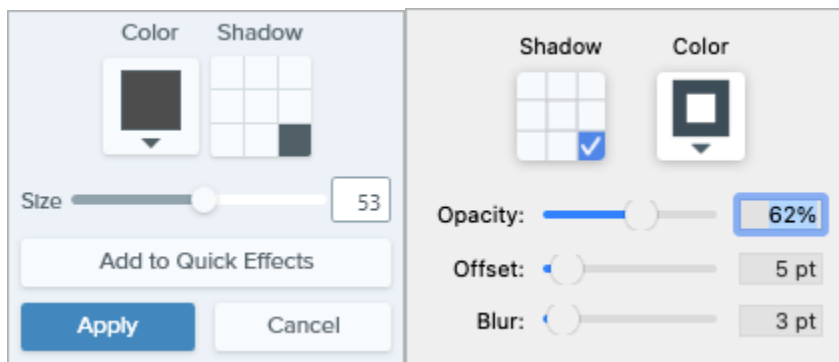 Color Shadow
Size 53
Add to Quick Effects
Apply Cancel
Shadow Color
Opacity: 62%
Offset: 5 pt
Blur: 3 pt